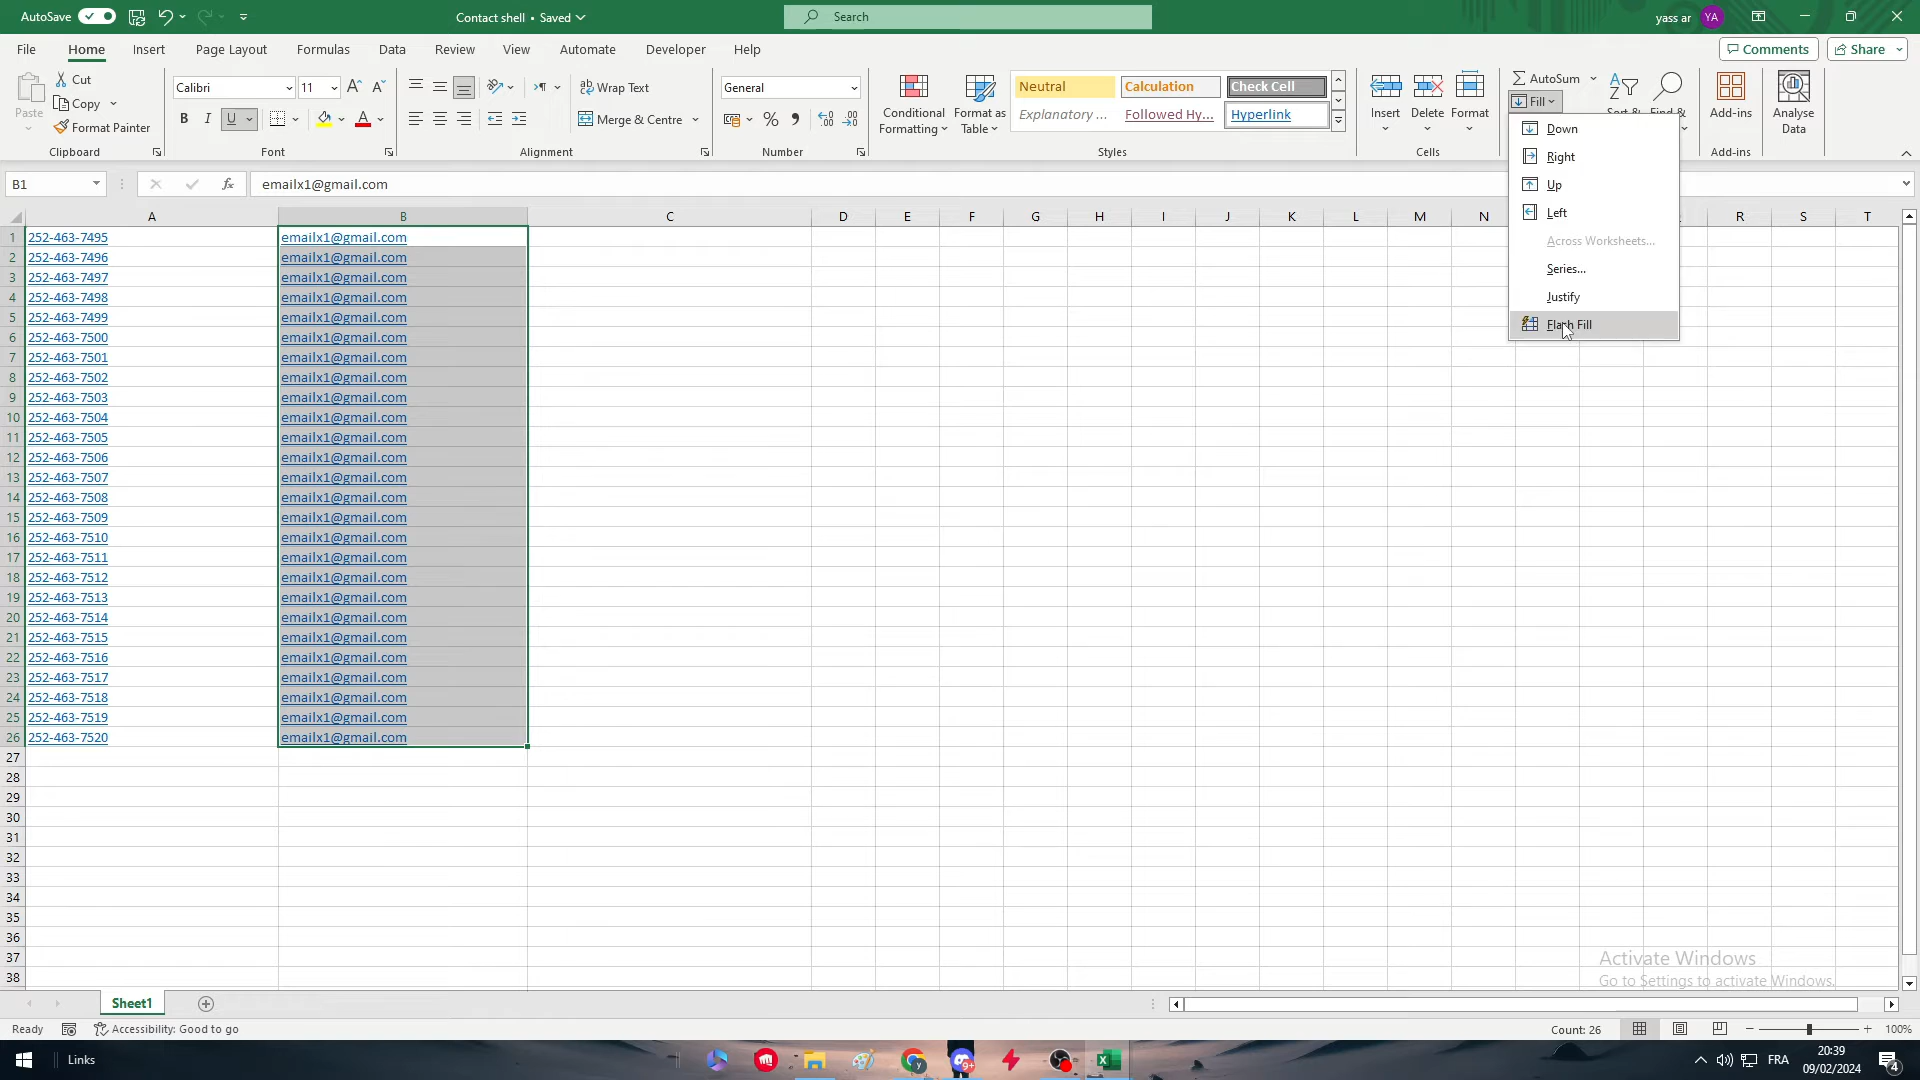 AutoSave
Contact shell • Saved
Search
yass ar
YA
File
Home
Insert
Page Layout
Formulas
Data
Review
View
Automate
Developer
Help
Comments
Share
Paste
Cut
Copy
Format Painter
Clipboard
Calibri
11
B I U
Font
Wrap Text
Merge & Centre
Alignment
General
Number
Conditional Formatting
Format as Table
Neutral
Calculation
Check Cell
Explanatory ...
Followed Hy...
Hyperlink
Styles
Insert
Delete
Format
Cells
AutoSum
Fill
Add-ins
Add-ins
Analyse Data
Down
Right
Up
Left
Across Worksheets...
Series...
Justify
Flash Fill
B1
fx
emailx1@gmail.com
A B C D E F G H I J K L M N R S T
1 252-463-7495 emailx1@gmail.com
2 252-463-7496 emailx1@gmail.com
3 252-463-7497 emailx1@gmail.com
4 252-463-7498 emailx1@gmail.com
5 252-463-7499 emailx1@gmail.com
6 252-463-7500 emailx1@gmail.com
7 252-463-7501 emailx1@gmail.com
8 252-463-7502 emailx1@gmail.com
9 252-463-7503 emailx1@gmail.com
10 252-463-7504 emailx1@gmail.com
11 252-463-7505 emailx1@gmail.com
12 252-463-7506 emailx1@gmail.com
13 252-463-7507 emailx1@gmail.com
14 252-463-7508 emailx1@gmail.com
15 252-463-7509 emailx1@gmail.com
16 252-463-7510 emailx1@gmail.com
17 252-463-7511 emailx1@gmail.com
18 252-463-7512 emailx1@gmail.com
19 252-463-7513 emailx1@gmail.com
20 252-463-7514 emailx1@gmail.com
21 252-463-7515 emailx1@gmail.com
22 252-463-7516 emailx1@gmail.com
23 252-463-7517 emailx1@gmail.com
24 252-463-7518 emailx1@gmail.com
25 252-463-7519 emailx1@gmail.com
26 252-463-7520 emailx1@gmail.com
27
28
29
30
31
32
33
34
35
36
37
38
Activate Windows
Go to Settings to activate Windows.
Sheet1
Ready
Accessibility: Good to go
Count: 26
100%
Links
FRA
20:39
09/02/2024
4